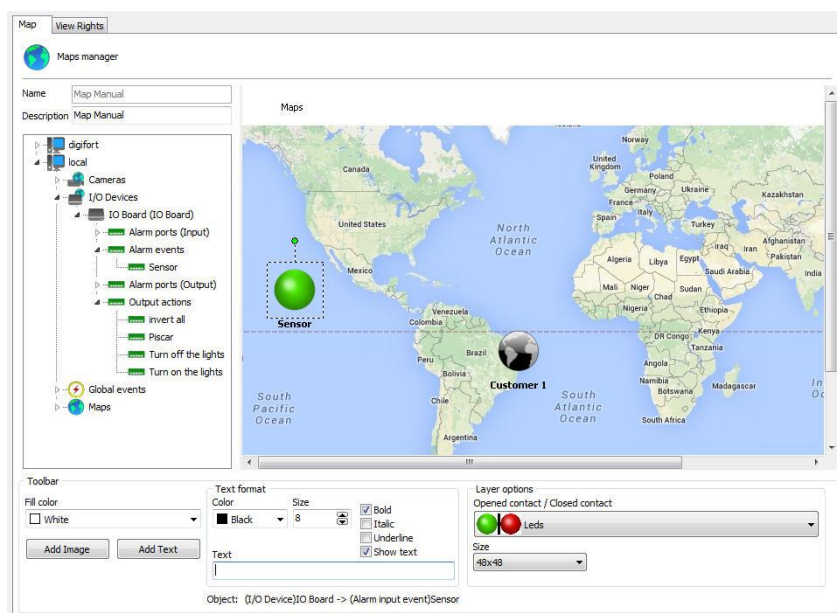 Map
View Rights
Maps manager
Name
Map Manual
Description
Map Manual
digifort
local
Cameras
I/O Devices
IO Board (IO Board)
Alarm ports (Input)
Alarm events
Sensor
Alarm ports (Output)
Output actions
invert all
Piscar
Turn off the lights
Turn on the lights
Global events
Maps
Maps
Norway
United
Kingdom
Canada
Poland
Germany
Ukraine
Kazakhstan
France
Italy
Spain
Turkey
United States
North
Atlantic
Ocean
Iraq
Iran
Afghanistan
Pakistan
Algeria
Libya
Egypt
Saudi Arabia
India
Mexico
Mali
Niger
Chad
Sudan
Sensor
Venezuela
Colombia
Nigeria
Ethiopia
DR Congo
Kenya
Tanzania
Peru
Brazil
Bolivia
Customer 1
Angola
Namibia
Botswana
Madagascar
South
Pacific
Ocean
Chile
South
Atlantic
Ocean
South Africa
In
Oc
Argentina
Toolbar
Fill color
White
Add Image
Add Text
Text format
Color
Size
Black
8
Bold
Italic
Underline
Show text
Text
Layer options
Opened contact / Closed contact
Leds
Size
48x48
Object: (I/O Device)IO Board -> (Alarm input event)Sensor